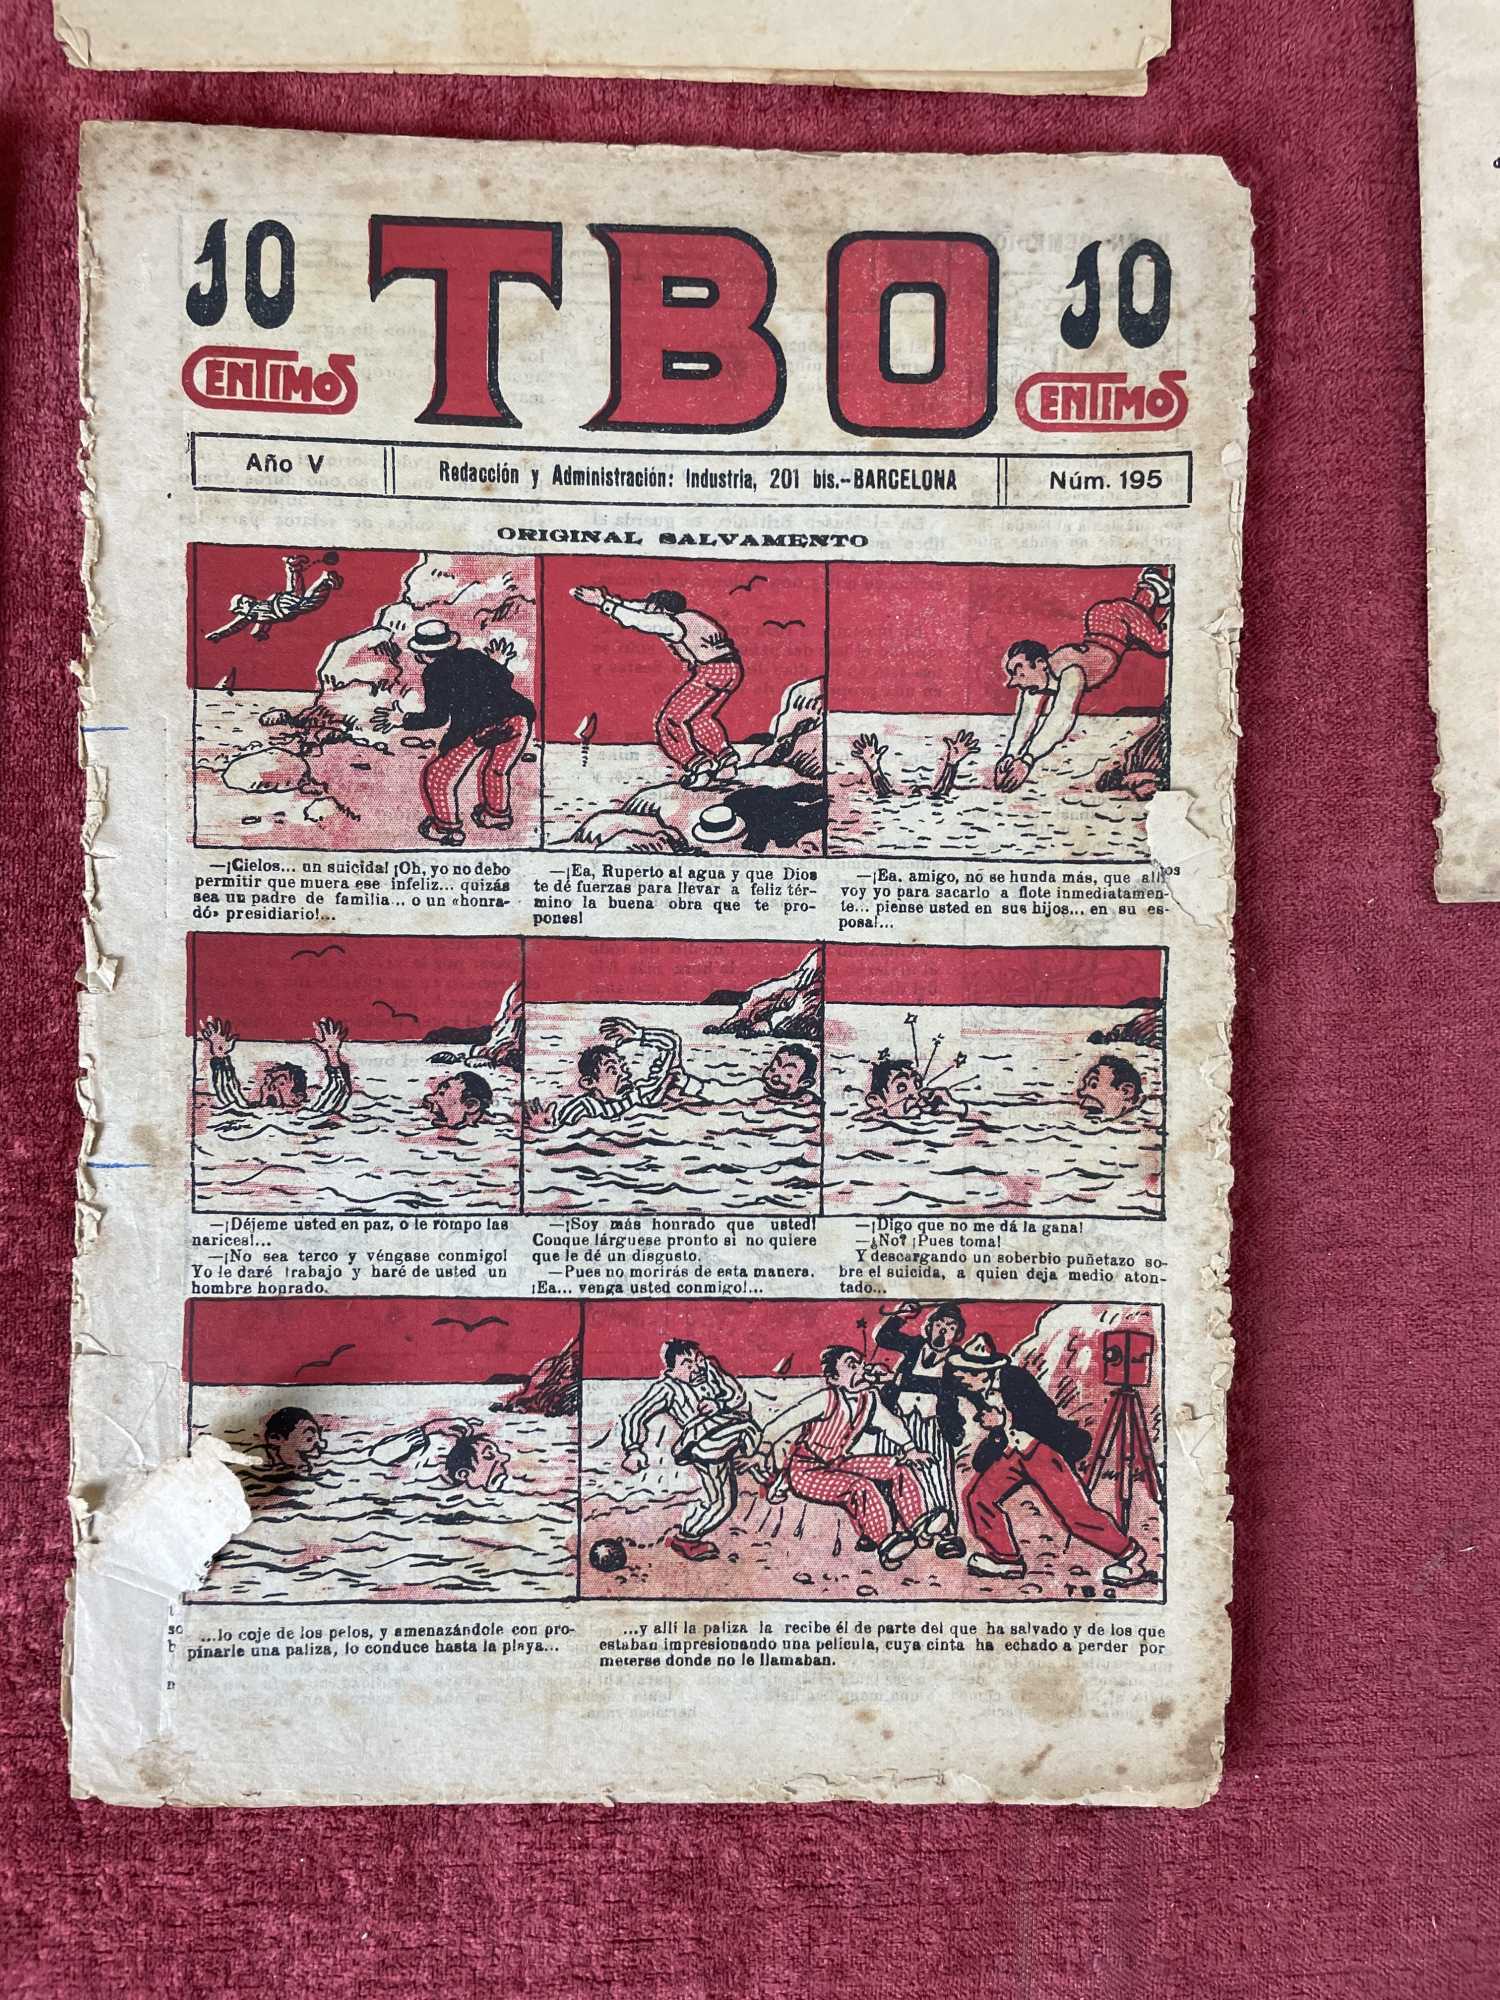 10 TBO 10
CENTIMOS CENTIMOS
Año V Redacción y Administración: Industria, 201 bis.-BARCELONA Núm. 195
ORIGINAL SALVAMENTO
—¡Cielos... un suicida! ¡Oh, yo no debo
permitir que muera ese infeliz... quizás
sea un padre de familia... o un «honra-
dó» presidiario!...
—¡Ea, Ruperto al agua y que Dios
te dé fuerzas para llevar a feliz tér-
mino la buena obra que te pro-
pones!
—¡Ea, amigo, no se hunda más, que allí
voy yo para sacarlo a flote inmediatamen-
te... piense usted en sus hijos... en su es-
posa!...
—¡Déjeme usted en paz, o le rompo las
narices!...
—¡No sea terco y véngase conmigo!
Yo le daré trabajo y haré de usted un
hombre honrado.
—¡Soy más honrado que usted!
Conque lárguese pronto si no quiere
que le dé un disgusto.
—Pues no morirás de esta manera.
¡Ea... venga usted conmigo!...
—¡Digo que no me dá la gana!
—¿No? ¡Pues toma!
Y descargando un soberbio puñetazo so-
bre el suicida, a quien deja medio aton-
tado...
TBO
...lo coje de los pelos, y amenazándole con pro-
pinarle una paliza, lo conduce hasta la playa...
...y allí la paliza la recibe él de parte del que ha salvado y de los que
estaban impresionando una película, cuya cinta ha echado a perder por
meterse donde no le llamaban.